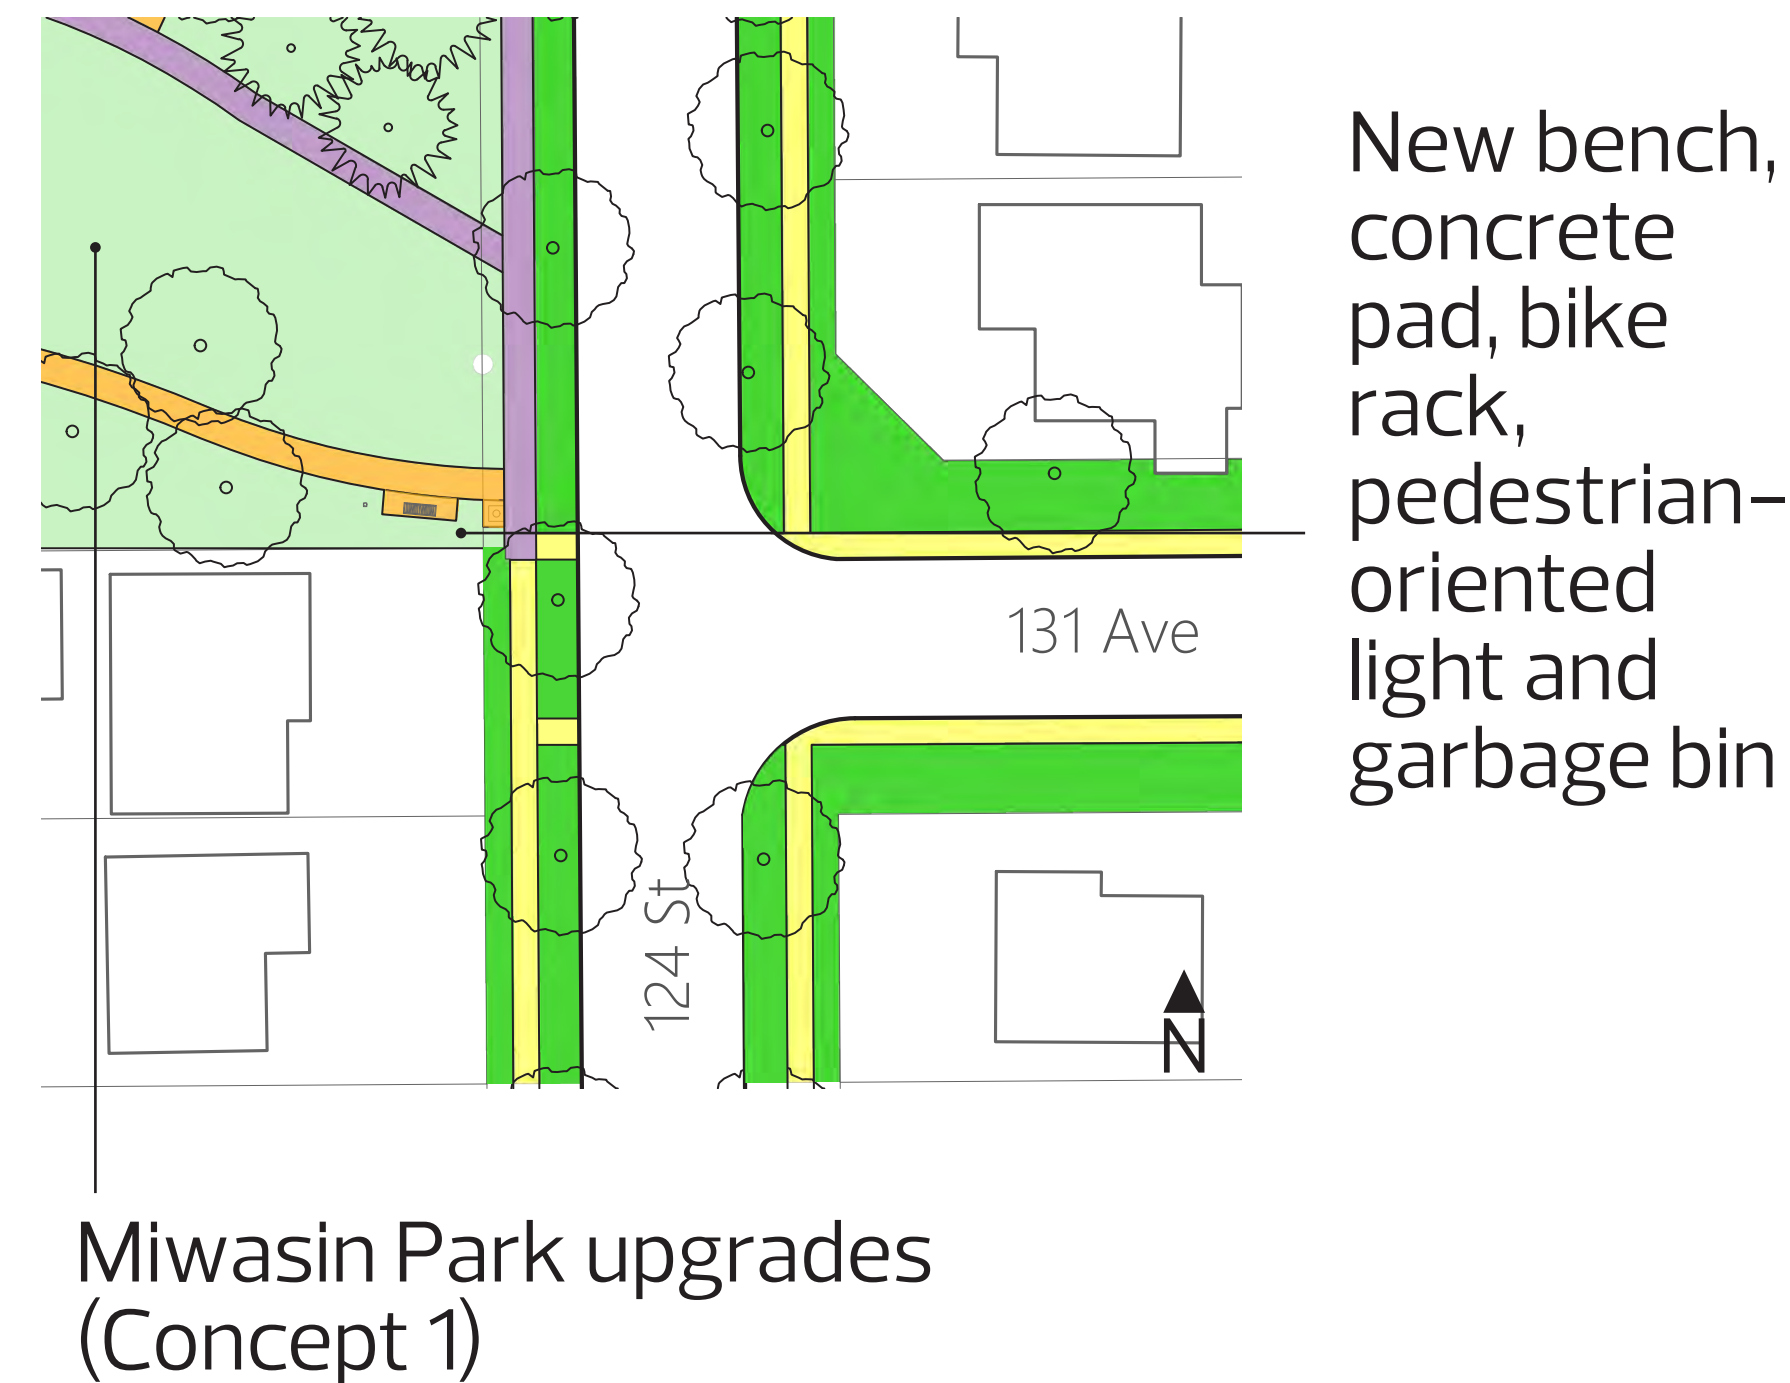 New bench,
concrete
pad, bike
rack,
pedestrian–
oriented
light and
garbage bin
131 Ave
124 St
N
Miwasin Park upgrades
(Concept 1)